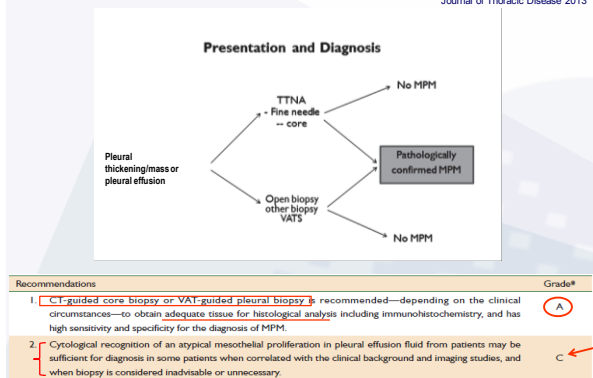 Journal of Thoracic Disease 2013
Presentation and Diagnosis
No MPM
TTNA
- Fine needle
-- core
Pleural
thickening/mass or
pleural effusion
Pathologically
confirmed MPM
Open biopsy
other biopsy
VATS
No MPM
Recommendations Grade#
1. CT-guided core biopsy or VAT-guided pleural biopsy is recommended—depending on the clinical
circumstances—to obtain adequate tissue for histological analysis including immunohistochemistry, and has
high sensitivity and specificity for the diagnosis of MPM.
A
2. Cytological recognition of an atypical mesothelial proliferation in pleural effusion fluid from patients may be
sufficient for diagnosis in some patients when correlated with the clinical background and imaging studies, and
when biopsy is considered inadvisable or unnecessary.
C